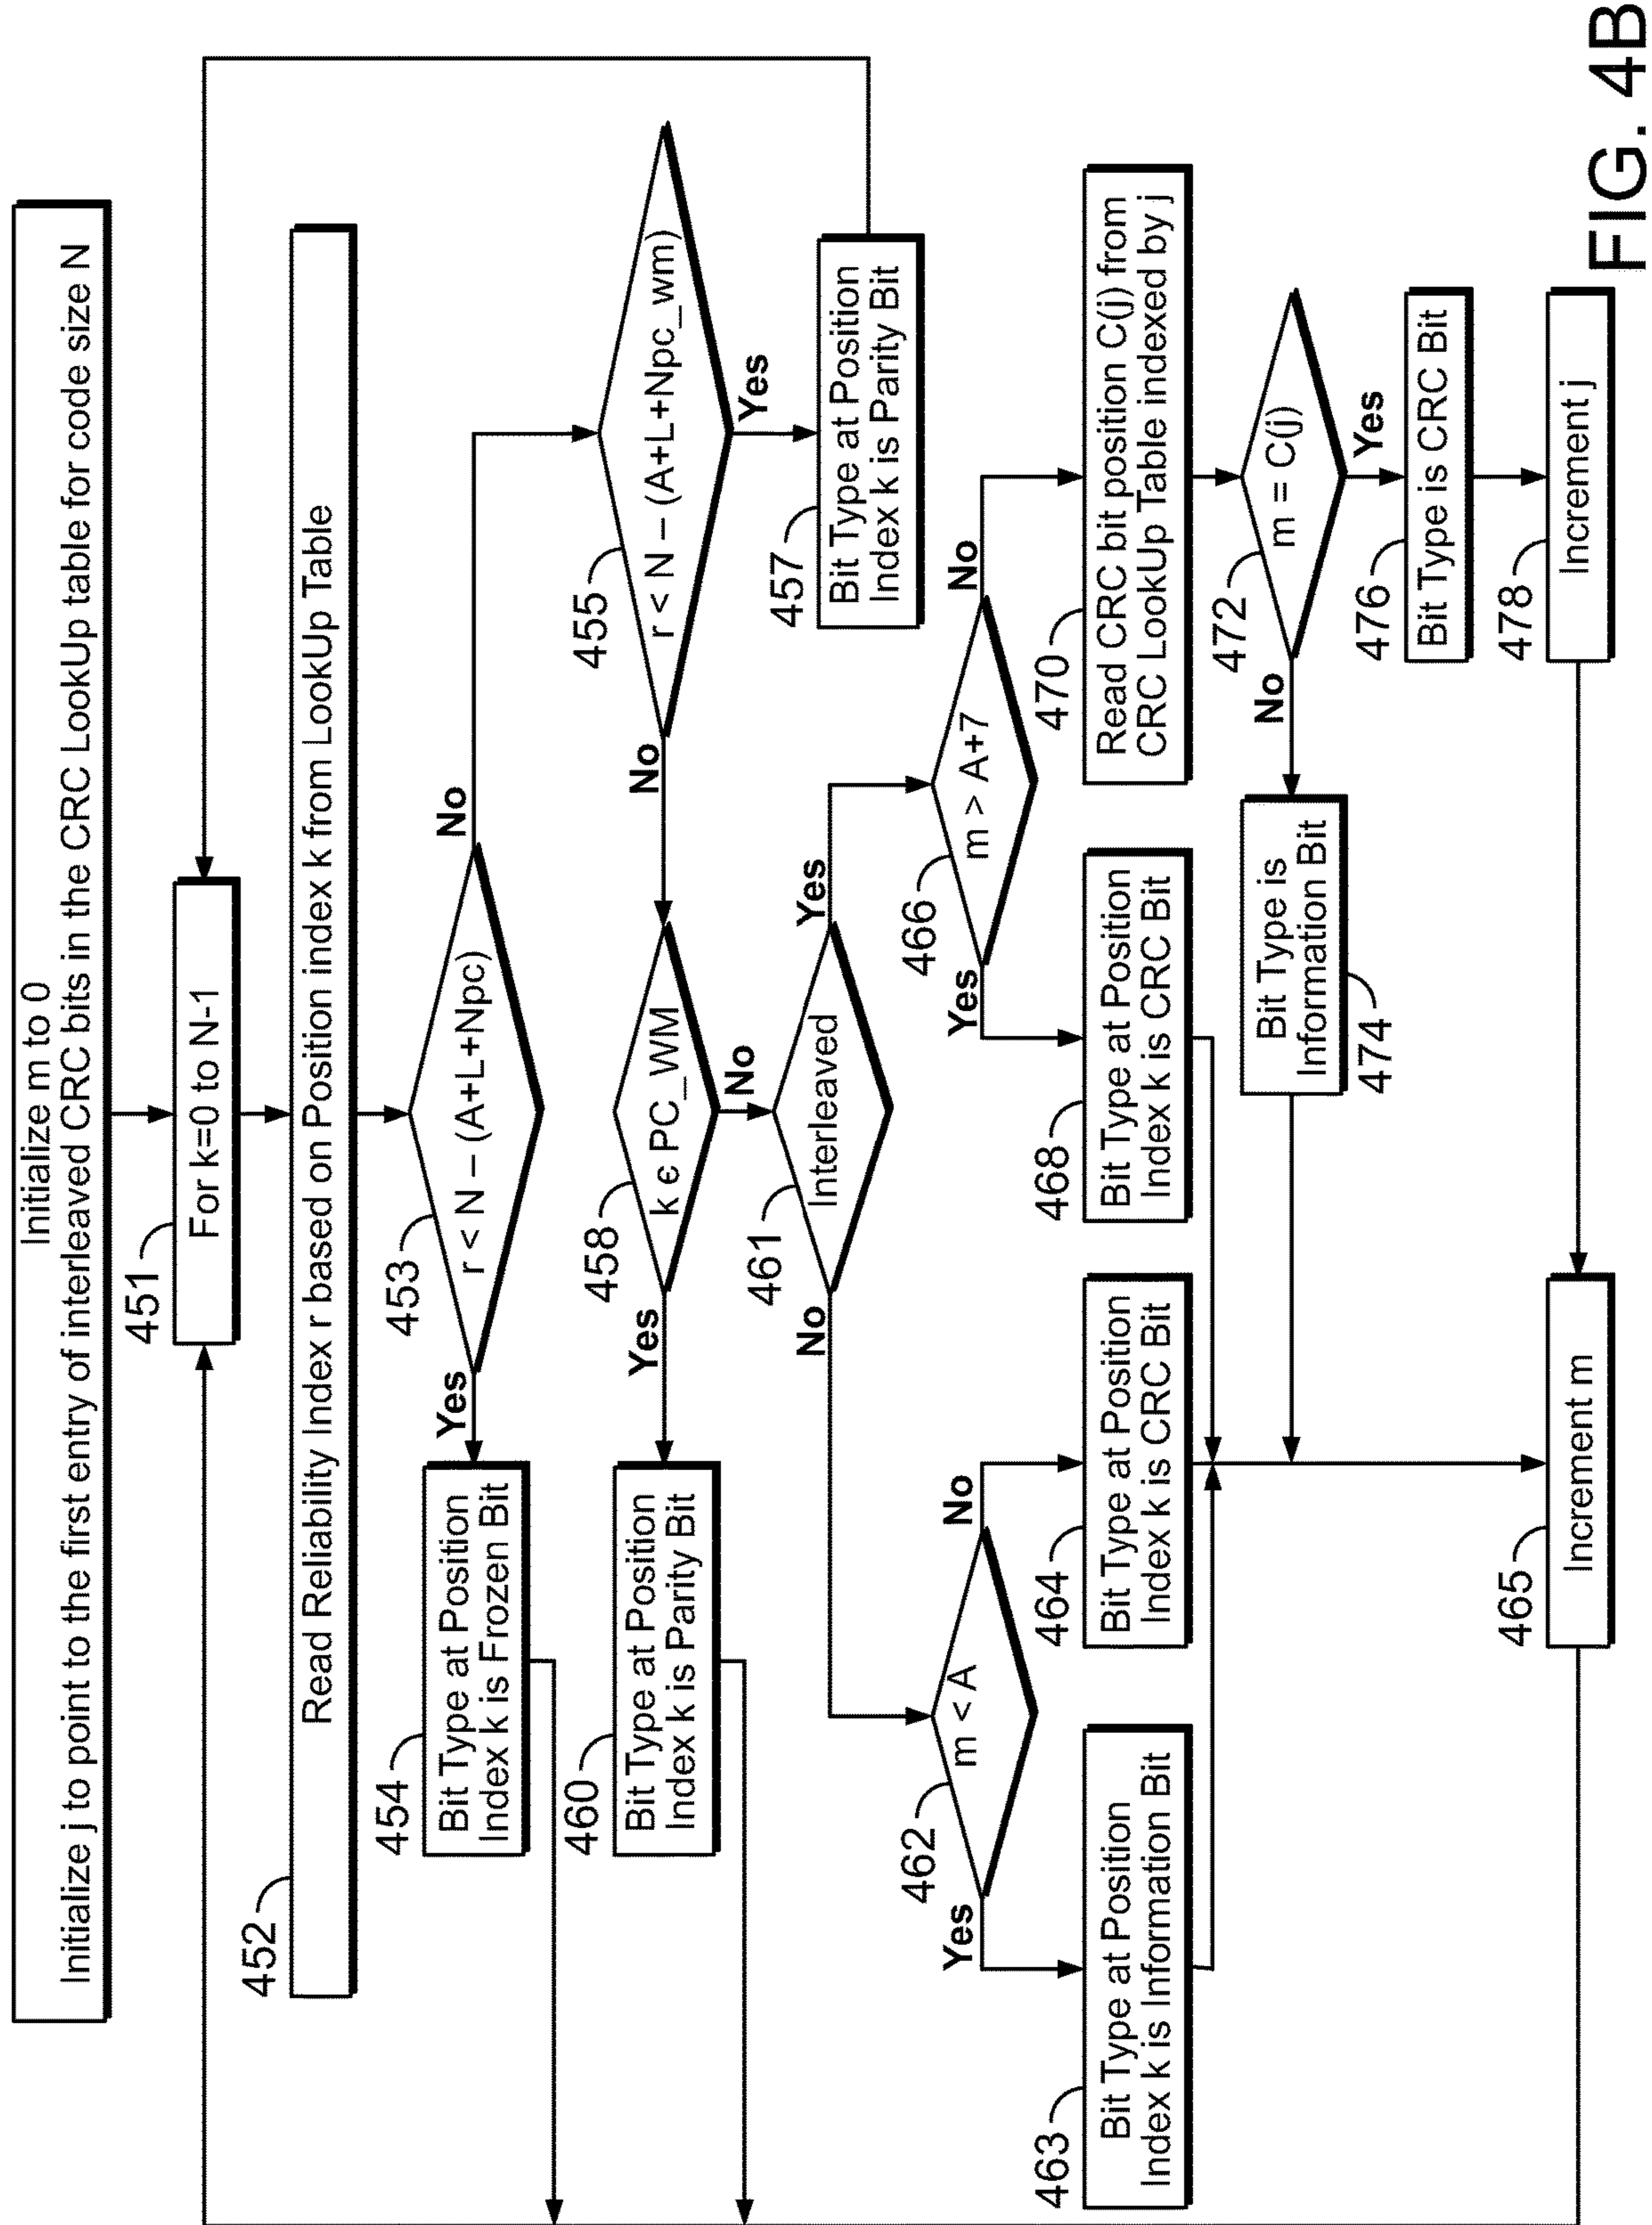 Initialize m to 0
Initialize j to point to the first entry of interleaved CRC bits in the CRC LookUp table for code size N
451
For k=0 to N-1
452
Read Reliability Index r based on Position index k from LookUp Table
453
r < N – (A+L+Npc)
Yes
No
454
Bit Type at Position
Index k is Frozen Bit
455
r < N – (A+L+Npc_wm)
No
Yes
457
Bit Type at Position
Index k is Parity Bit
458
k ϵ PC_WM
Yes
No
460
Bit Type at Position
Index k is Parity Bit
461
Interleaved
No
Yes
462
m < A
Yes
No
463
Bit Type at Position
Index k is Information Bit
464
Bit Type at Position
Index k is CRC Bit
466
m > A+7
Yes
No
468
Bit Type at Position
Index k is CRC Bit
470
Read CRC bit position C(j) from
CRC LookUp Table indexed by j
472
m = C(j)
No
Yes
474
Bit Type is
Information Bit
476
Bit Type is CRC Bit
478
Increment j
465
Increment m
FIG. 4B